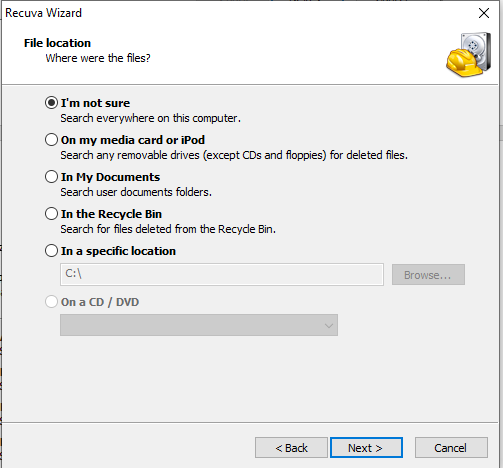 Recuva Wizard
File location
Where were the files?
I'm not sure
Search everywhere on this computer.
On my media card or iPod
Search any removable drives (except CDs and floppies) for deleted files.
In My Documents
Search user documents folders.
In the Recycle Bin
Search for files deleted from the Recycle Bin.
In a specific location
C:\
Browse...
On a CD / DVD
< Back
Next >
Cancel